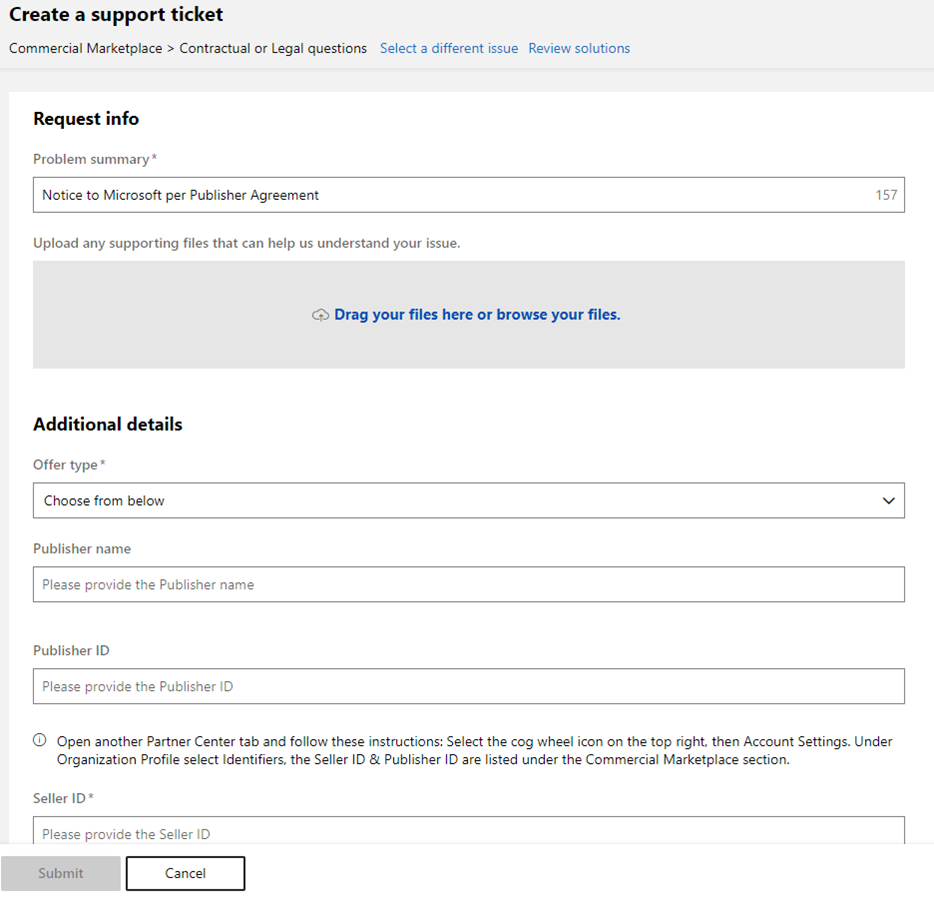 Create a support ticket
Commercial Marketplace > Contractual or Legal questions Select a different issue Review solutions
Request info
Problem summary*
Notice to Microsoft per Publisher Agreement 157
Upload any supporting files that can help us understand your issue.
Drag your files here or browse your files.
Additional details
Offer type*
Choose from below
Publisher name
Please provide the Publisher name
Publisher ID
Please provide the Publisher ID
Open another Partner Center tab and follow these instructions: Select the cog wheel icon on the top right, then Account Settings. Under
Organization Profile select Identifiers, the Seller ID & Publisher ID are listed under the Commercial Marketplace section.
Seller ID*
Please provide the Seller ID
Submit Cancel